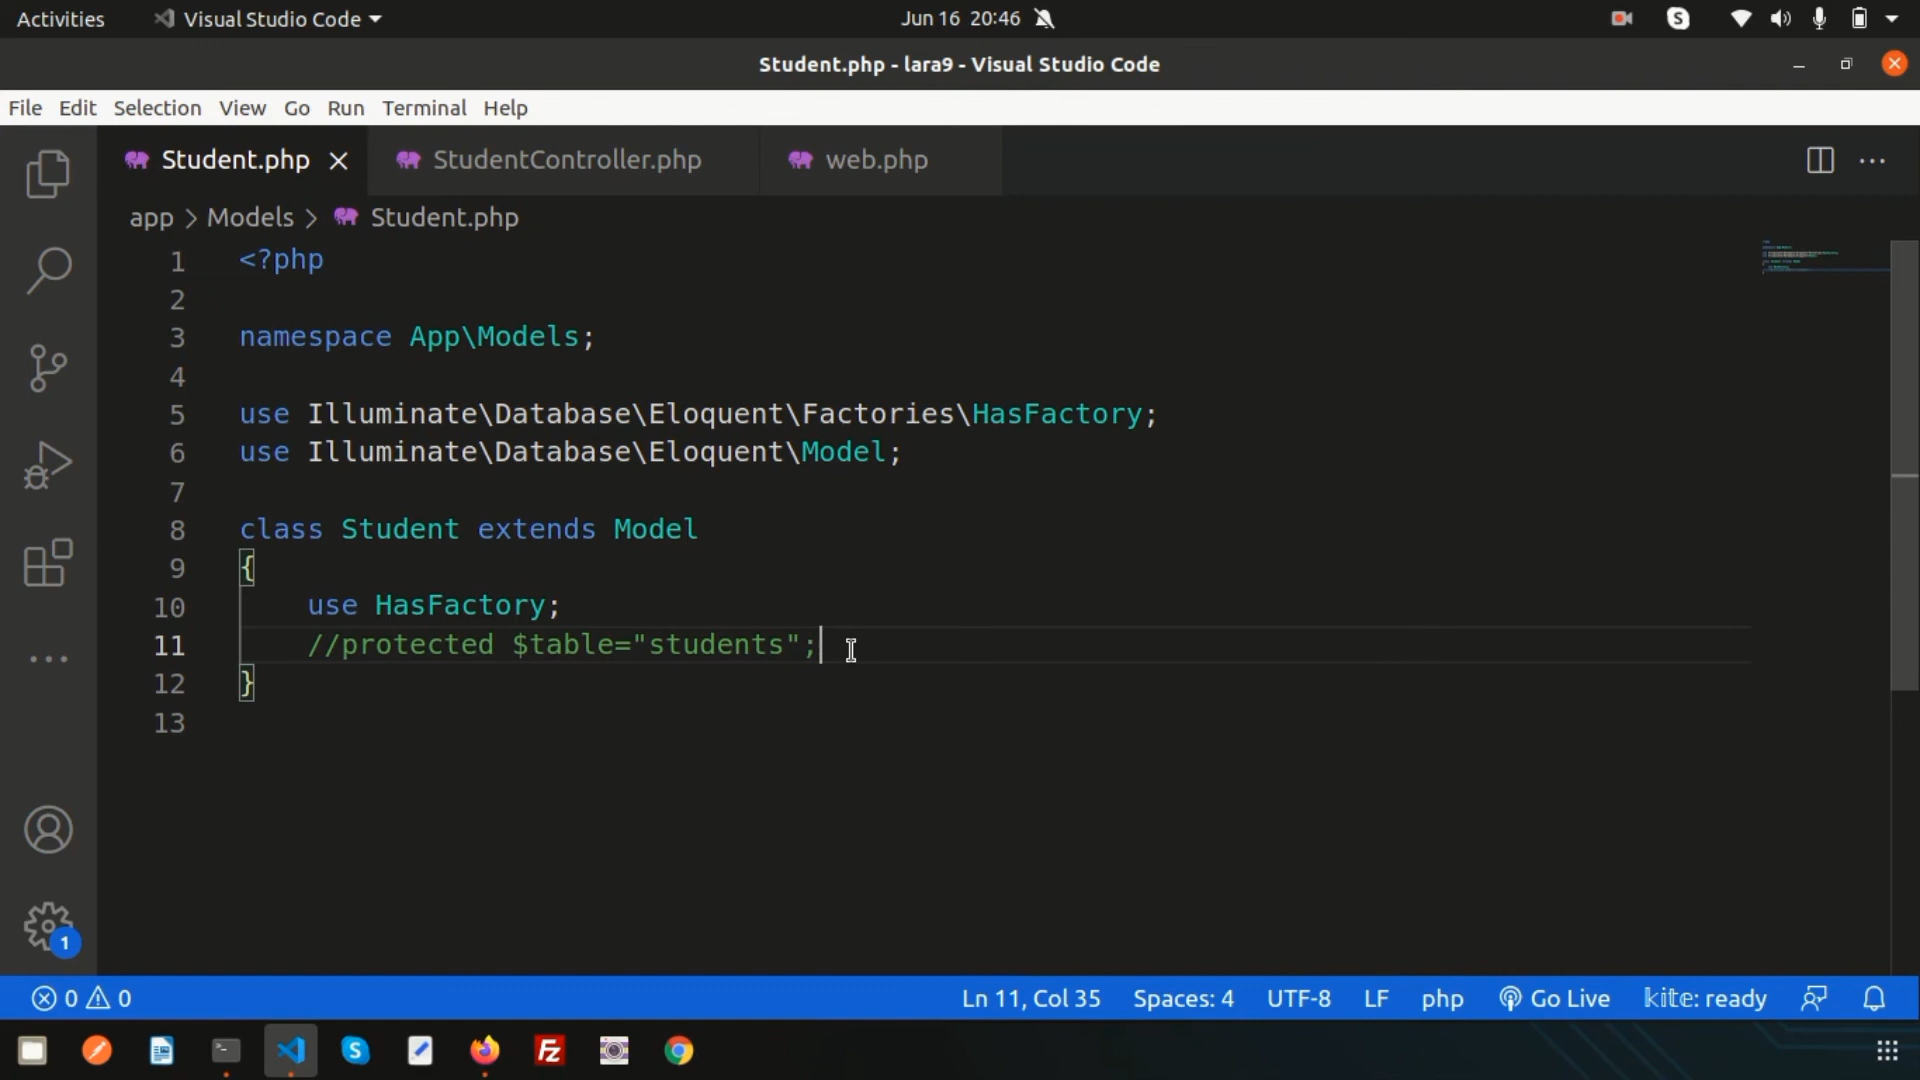 Activities
Visual Studio Code
Jun 16 20:46
Student.php - lara9 - Visual Studio Code
File Edit Selection View Go Run Terminal Help
Student.php
StudentController.php
web.php
app > Models > Student.php
1 <?php
2
3 namespace App\Models;
4
5 use Illuminate\Database\Eloquent\Factories\HasFactory;
6 use Illuminate\Database\Eloquent\Model;
7
8 class Student extends Model
9 {
10 use HasFactory;
11 //protected $table="students";
12 }
13
1
0 0
Ln 11, Col 35 Spaces: 4 UTF-8 LF php Go Live kite: ready